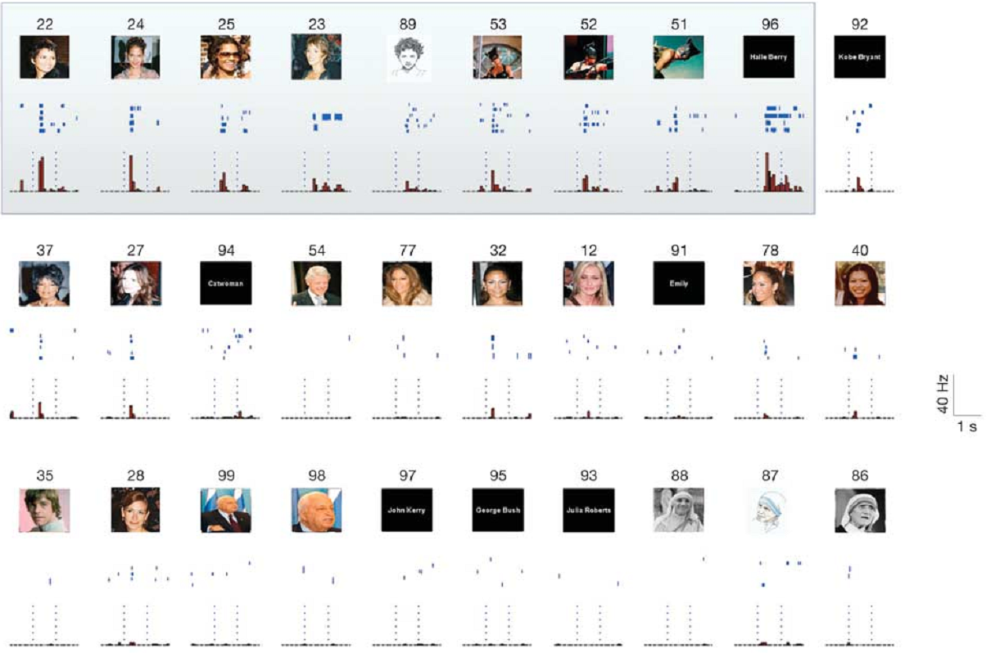 22 24 25 23 89 53 52 51 96 92
Halle Berry Kobe Bryant
37 27 94 54 77 32 12 91 78 40
Catwoman Emily
40 Hz
1 s
35 28 99 98 97 95 93 88 87 86
John Kerry George Bush Julia Roberts